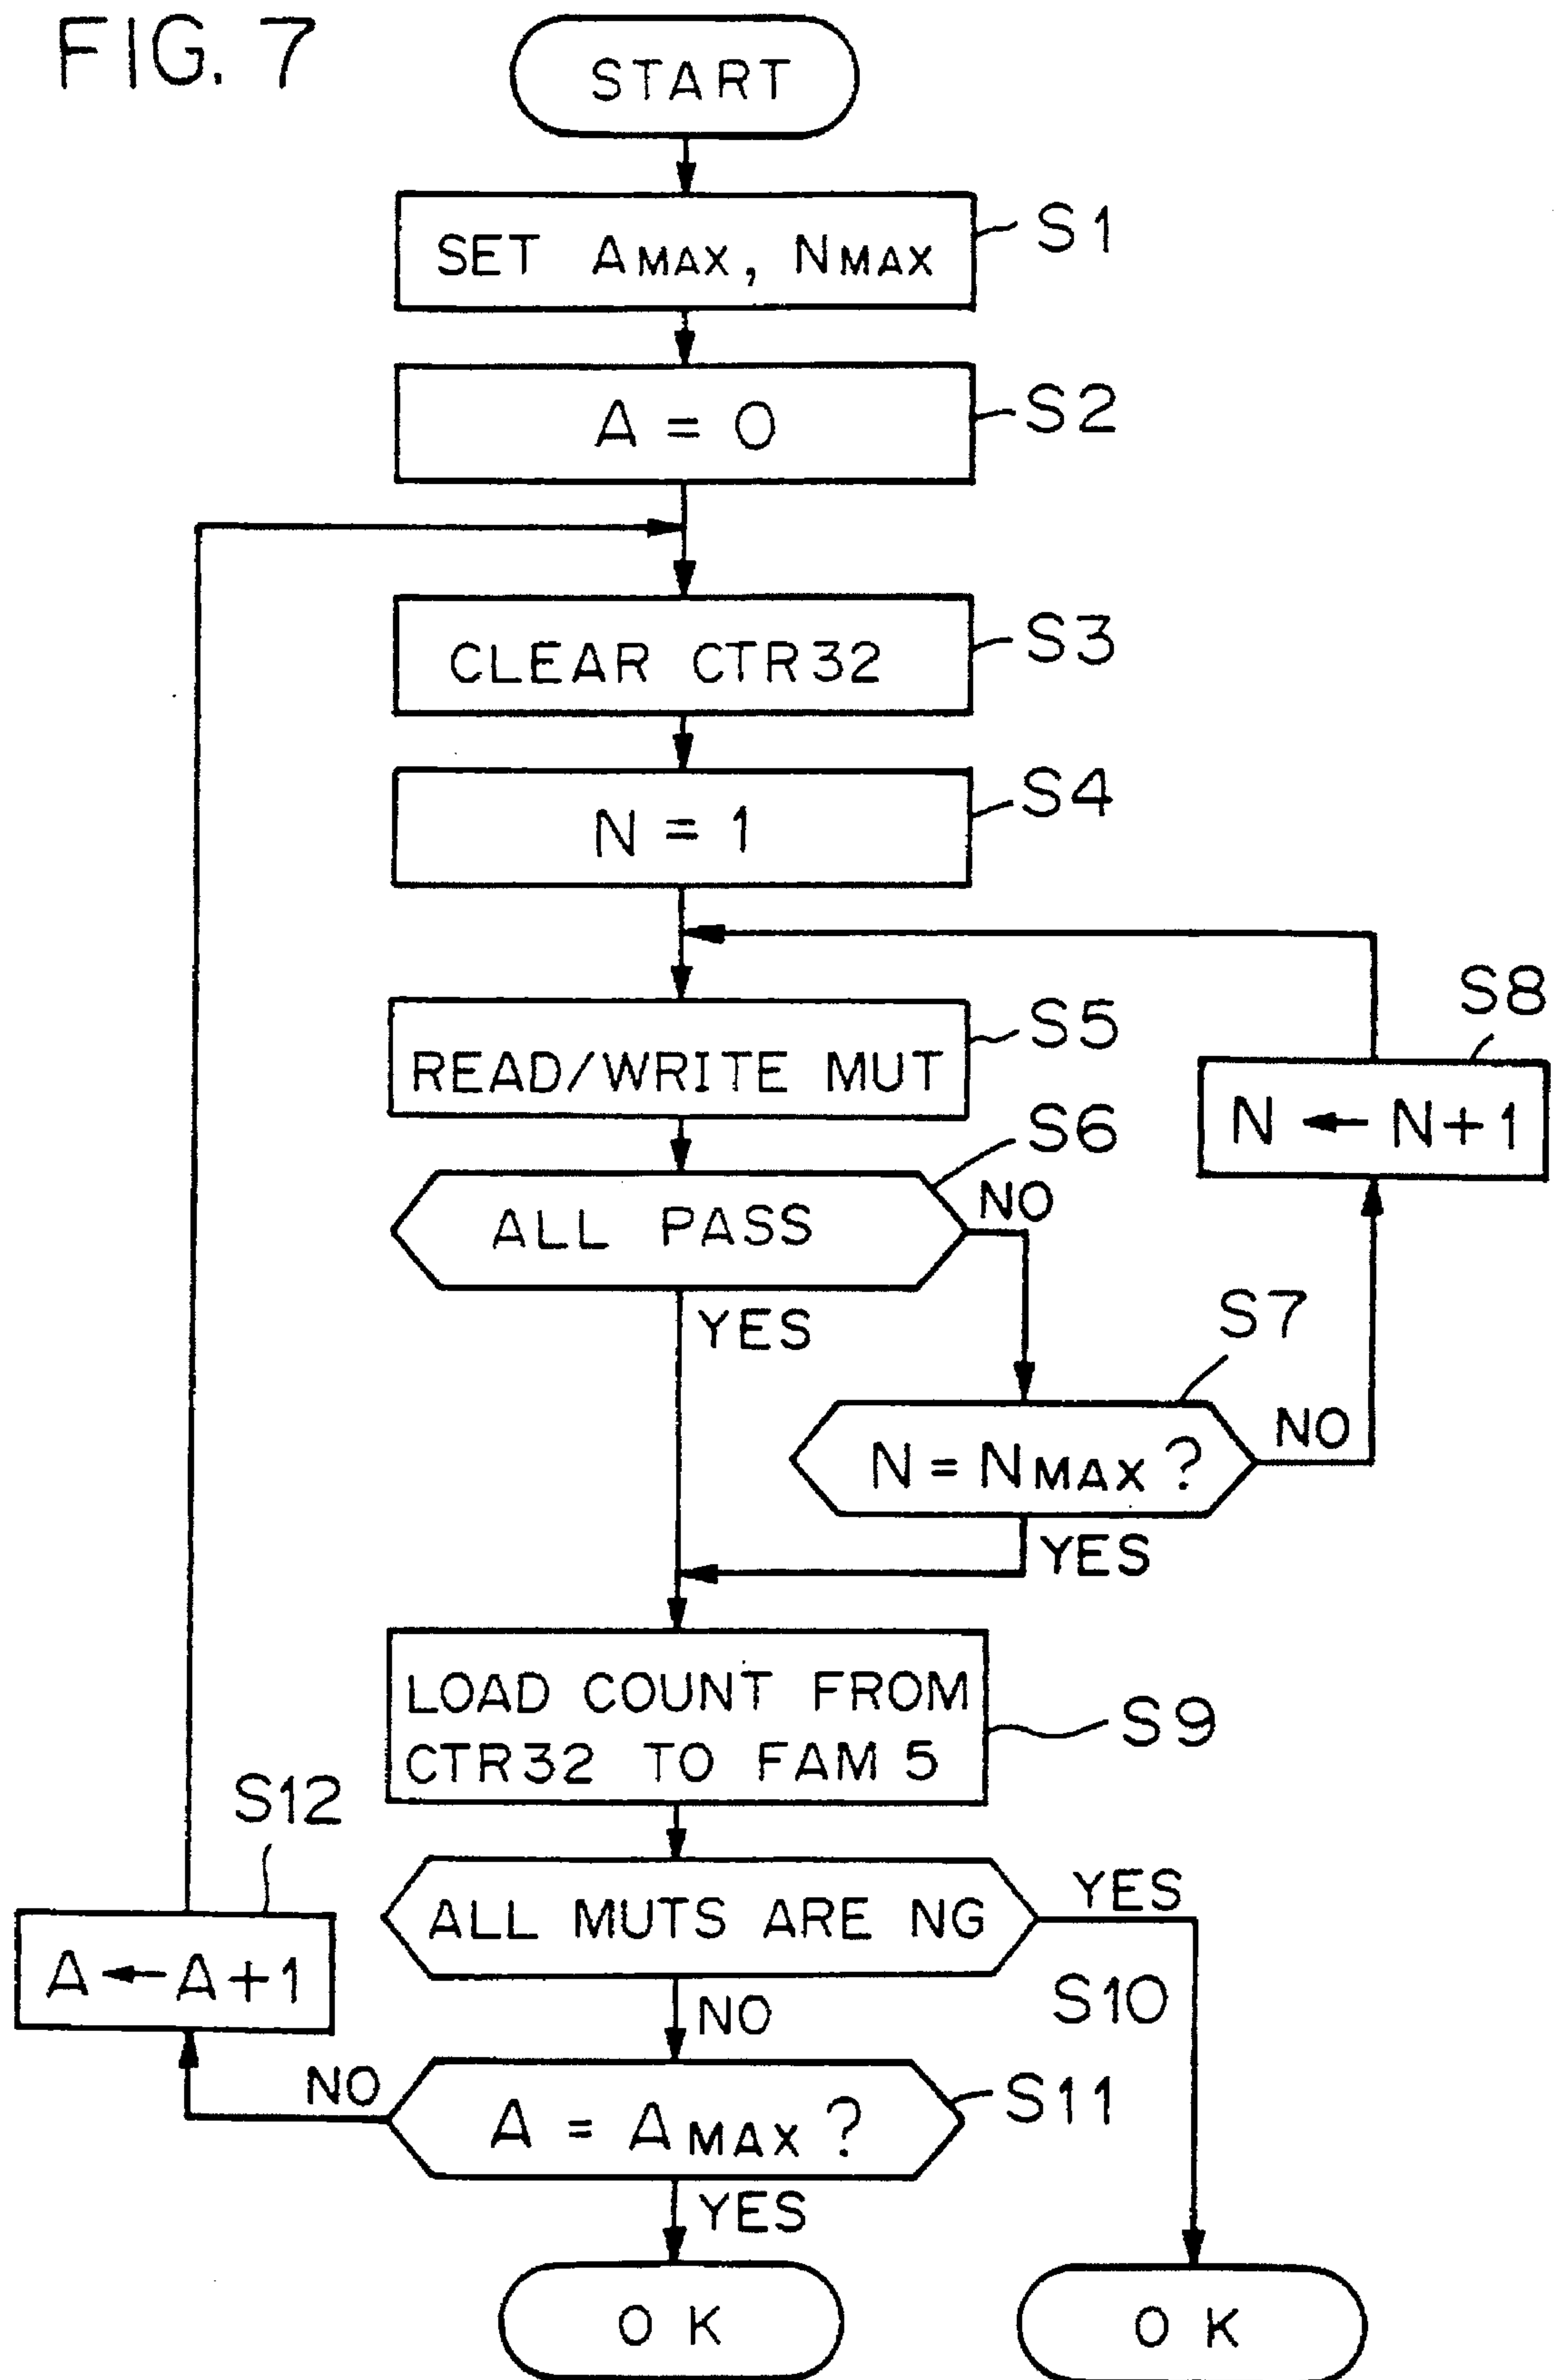 FIG. 7
START
SET AMAX, NMAX
S1
A = 0
S2
CLEAR CTR32
S3
N = 1
S4
READ/WRITE MUT
S5
S8
N ← N+1
S6
ALL PASS
NO
YES
S7
N = NMAX ?
NO
YES
LOAD COUNT FROM
CTR32 TO FAM 5
S9
S12
A ← A+1
ALL MUTS ARE NG
YES
S10
NO
NO
A = AMAX ?
S11
YES
OK
OK